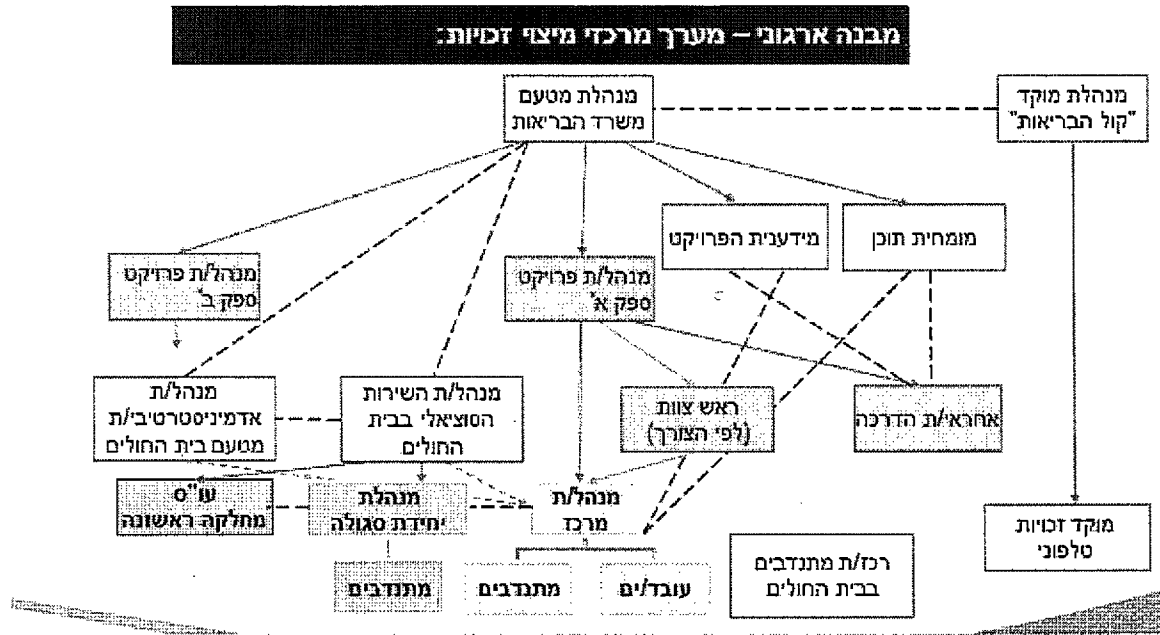 מבנה ארגוני – מערך מרכזי מיצוי זכויות:
מנהלת מוקד
"קול הבריאות"
מנהלת מטעם
משרד הבריאות
מומחית תוכן
מידענית הפרויקט
מנהל/ת פרויקט
ספק א'
מנהל/ת פרויקט
ספק ב'
אחראי/ת הדרכה
ראש צוות
(לפי הצורך)
מנהל/ת השירות
הסוציאלי בבית
החולים
מנהל/ת
אדמיניסטרטיבי/ת
מטעם בית החולים
מוקד זכויות
טלפוני
מנהל/ת
מרכז
מנהלת
יחידת סגולה
עו"ס
מחלקה ראשונה
רכז/ת מתנדבים
בבית החולים
עובד/ים
מתנדבים
מתנדבים